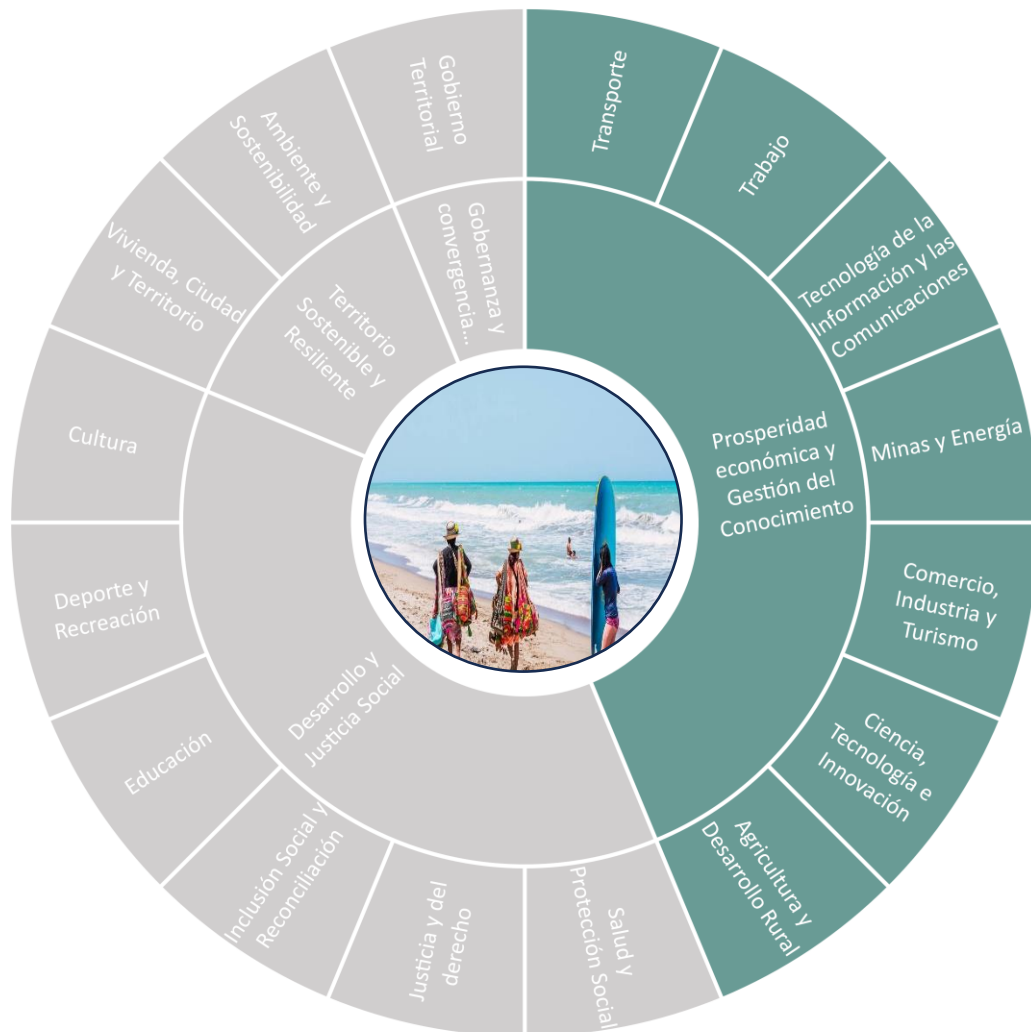 Transporte
Trabajo
Tecnología de la
Información y las
Comunicaciones
Minas y Energía
Comercio,
Industria y
Turismo
Ciencia,
Tecnología e
Innovación
Agricultura y
Desarrollo Rural
Salud y
Protección Social
Justicia y del
derecho
Inclusión Social y
Reconciliación
Educación
Deporte y
Recreación
Cultura
Vivienda, Ciudad
y Territorio
Ambiente y
Sostenibilidad
Gobierno
Territorial
Prosperidad
económica y
Gestión del
Conocimiento
Desarrollo y
Justicia Social
Territorio
Sostenible y
Resiliente
Gobernanza y
convergencia...